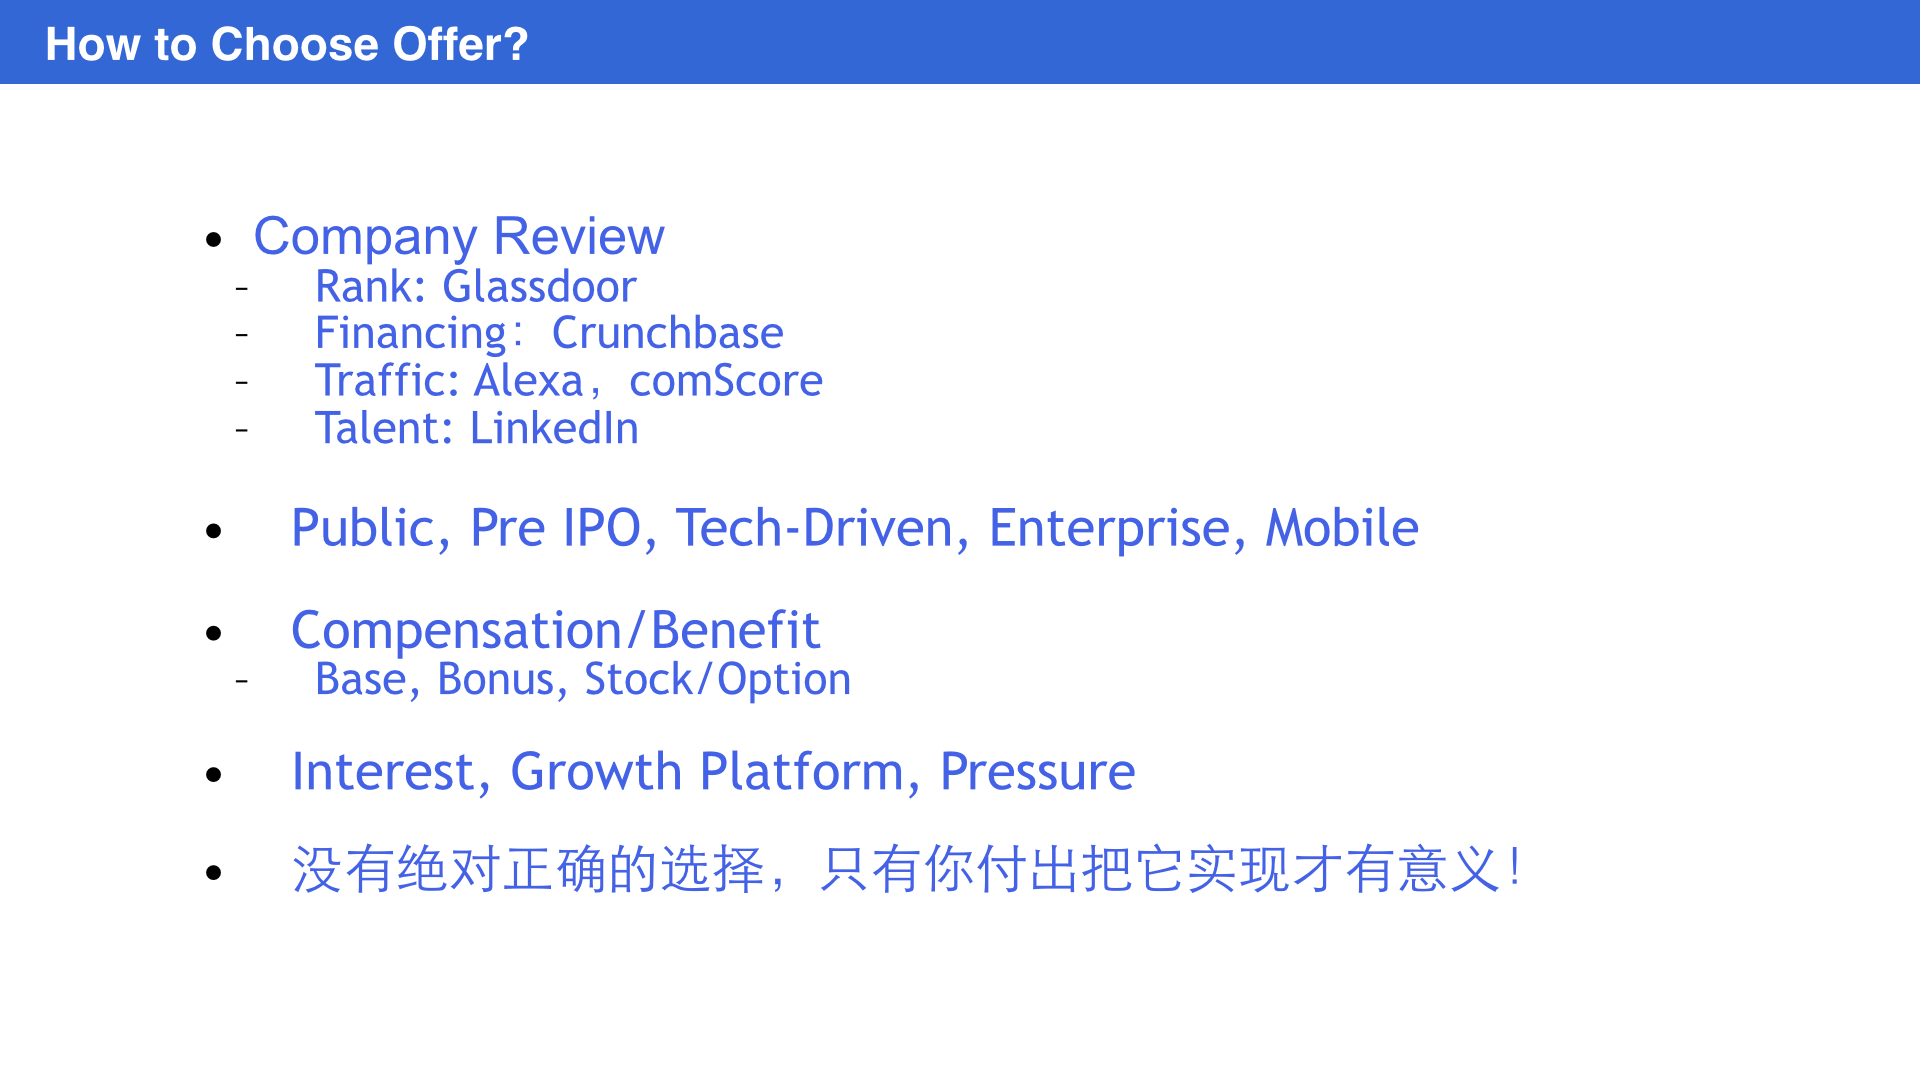 How to Choose Offer?
• Company Review
– Rank: Glassdoor
– Financing：Crunchbase
– Traffic: Alexa，comScore
– Talent: LinkedIn
• Public, Pre IPO, Tech-Driven, Enterprise, Mobile
• Compensation/Benefit
– Base, Bonus, Stock/Option
• Interest, Growth Platform, Pressure
• 没有绝对正确的选择，只有你付出把它实现才有意义！